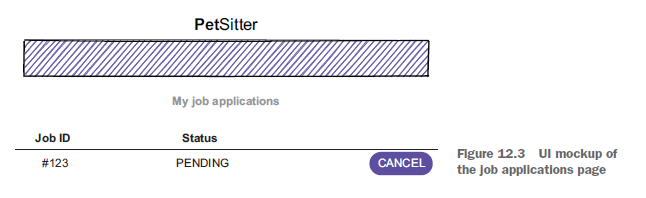 PetSitter
My job applications
Job ID Status
#123 PENDING CANCEL
Figure 12.3 UI mockup of
the job applications page